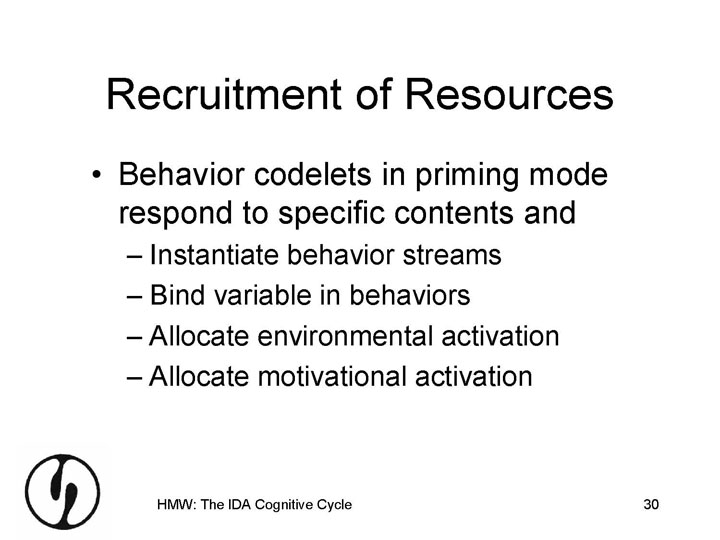 Recruitment of Resources
• Behavior codelets in priming mode
respond to specific contents and
– Instantiate behavior streams
– Bind variable in behaviors
– Allocate environmental activation
– Allocate motivational activation
HMW: The IDA Cognitive Cycle
30